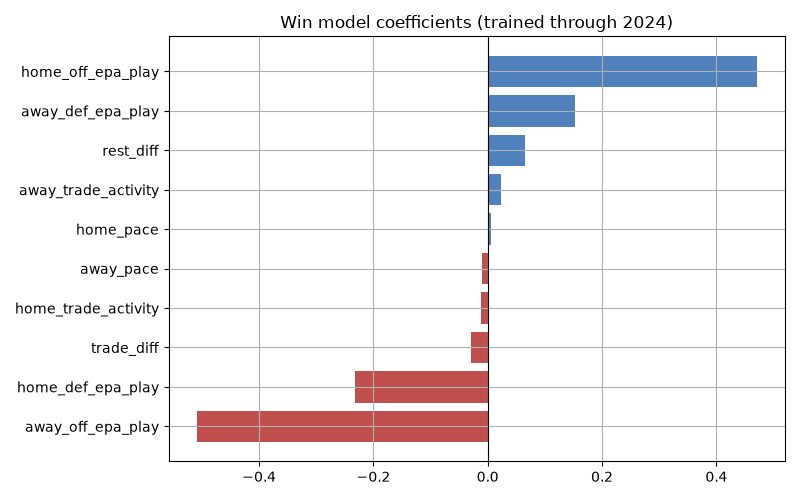 Win model coefficients (trained through 2024)
home_off_epa_play
away_def_epa_play
rest_diff
away_trade_activity
home_pace
away_pace
home_trade_activity
trade_diff
home_def_epa_play
away_off_epa_play
−0.4 −0.2 0.0 0.2 0.4